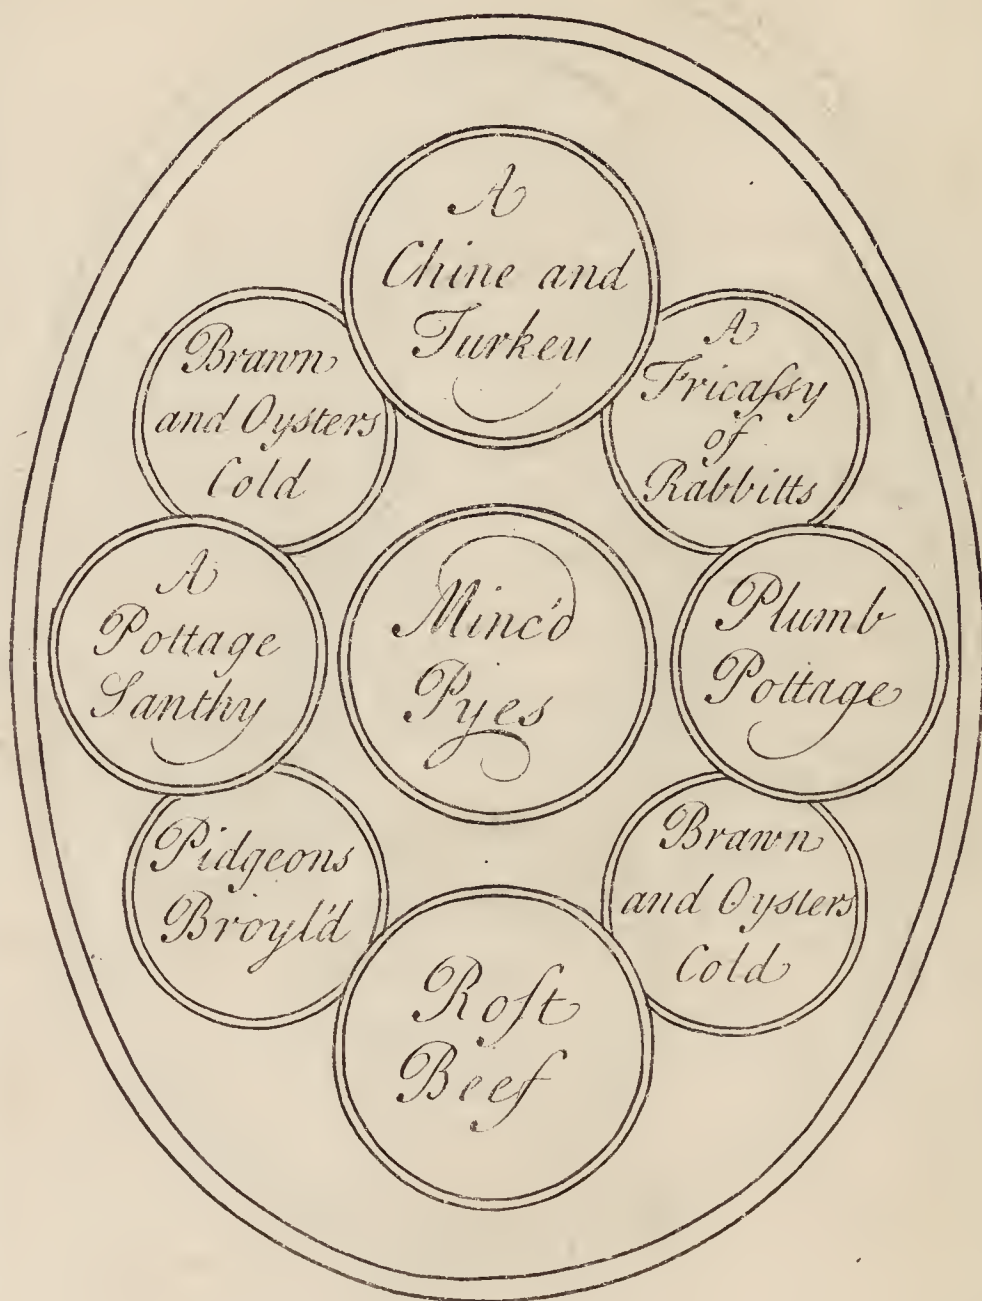 A
Chine and
Turkey
Brawn
and Oysters
Cold
A
Fricaſsy
of
Rabbitts
A
Pottage
Santhy
Minc'd
Pyes
Plumb
Pottage
Pidgeons
Broyl'd
Brawn
and Oysters
Cold
Roſt
Beef